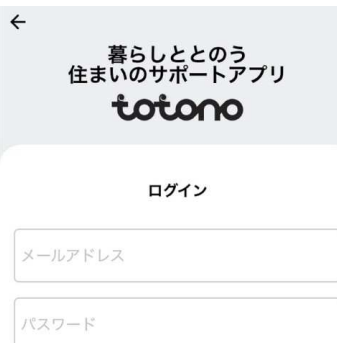 暮らしととのう
住まいのサポートアプリ
totono
ログイン
メールアドレス
パスワード